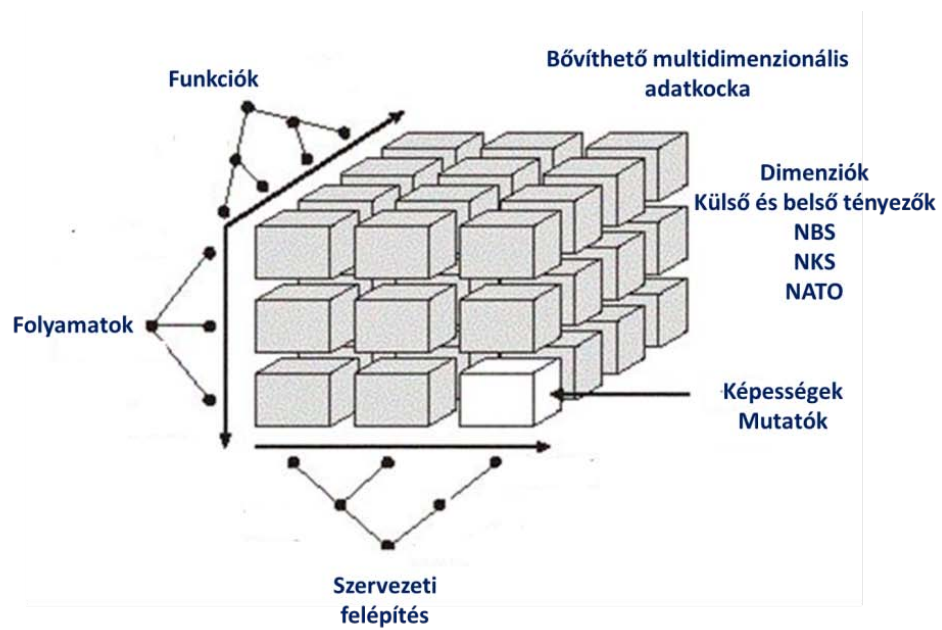 Funkciók
Bővíthető multidimenzionális
adatkocka
Dimenziók
Külső és belső tényezők
NBS
NKS
NATO
Folyamatok
Képességek
Mutatók
Szervezeti
felépítés